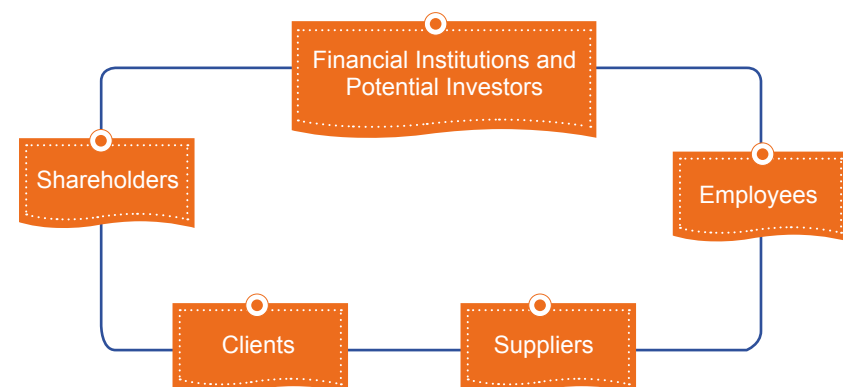 Financial Institutions and
Potential Investors
Shareholders
Employees
Clients
Suppliers